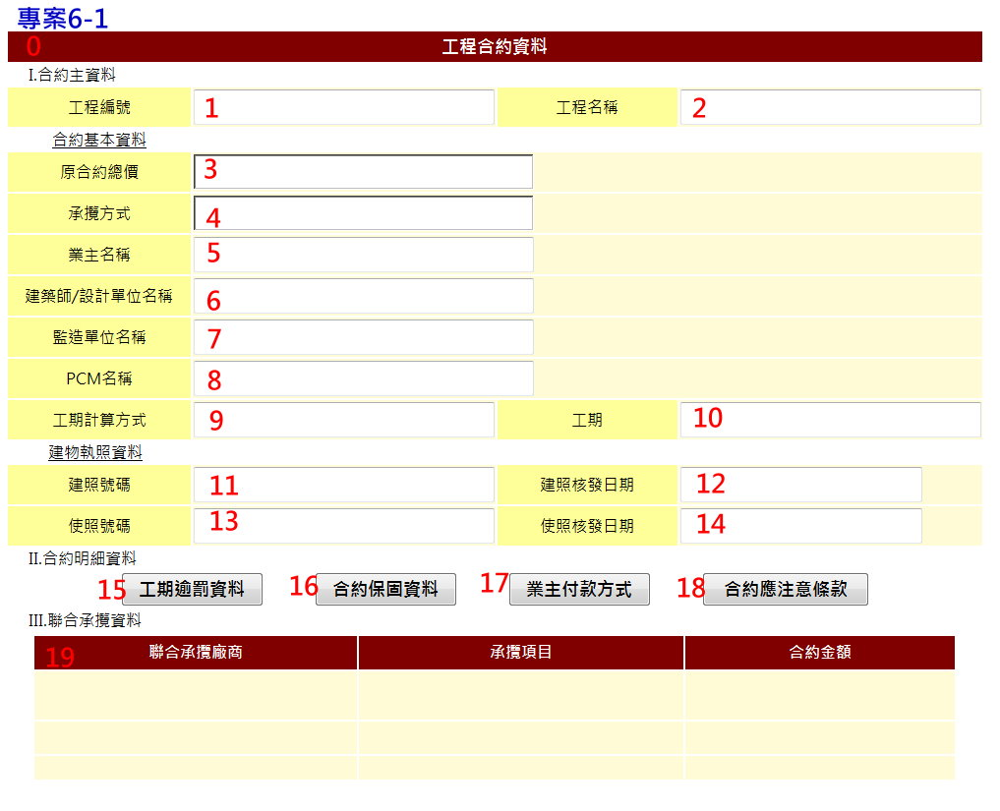 專案6-1
0 工程合約資料
I.合約主資料
工程編號 1 工程名稱 2
合約基本資料
原合約總價 3
承攬方式 4
業主名稱 5
建築師/設計單位名稱 6
監造單位名稱 7
PCM名稱 8
工期計算方式 9 工期 10
建物執照資料
建照號碼 11 建照核發日期 12
使照號碼 13 使照核發日期 14
II.合約明細資料
15 工期逾罰資料 16 合約保固資料 17 業主付款方式 18 合約應注意條款
III.聯合承攬資料
19 聯合承攬廠商 承攬項目 合約金額